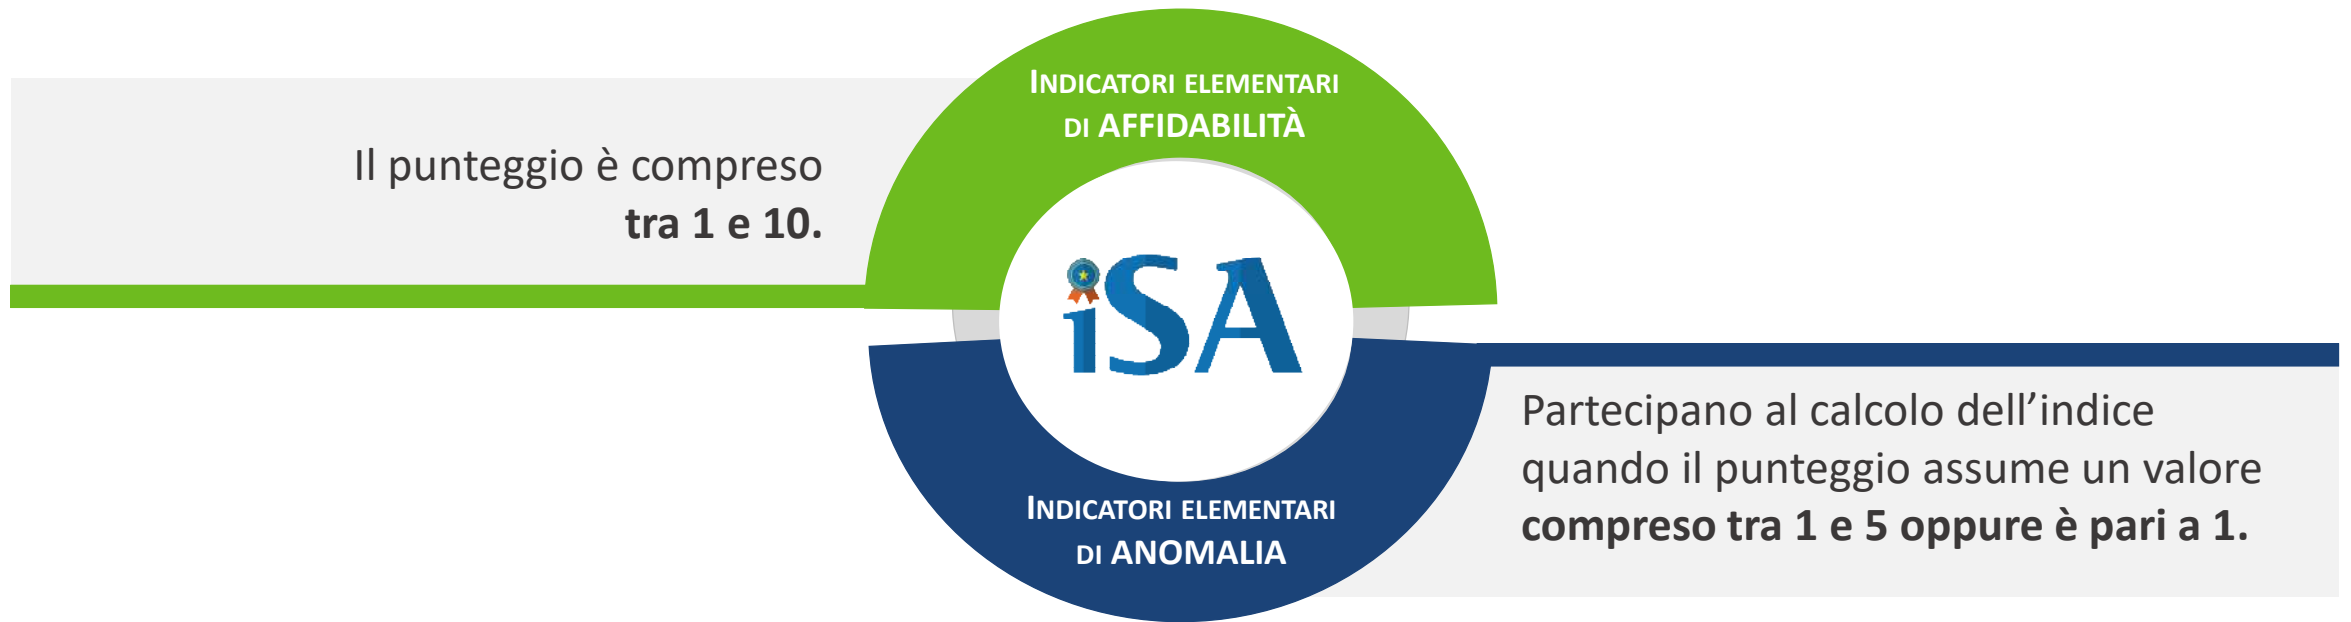 INDICATORI ELEMENTARI
DI AFFIDABILITÀ
Il punteggio è compreso
tra 1 e 10.
iSA
Partecipano al calcolo dell’indice
quando il punteggio assume un valore
compreso tra 1 e 5 oppure è pari a 1.
INDICATORI ELEMENTARI
DI ANOMALIA